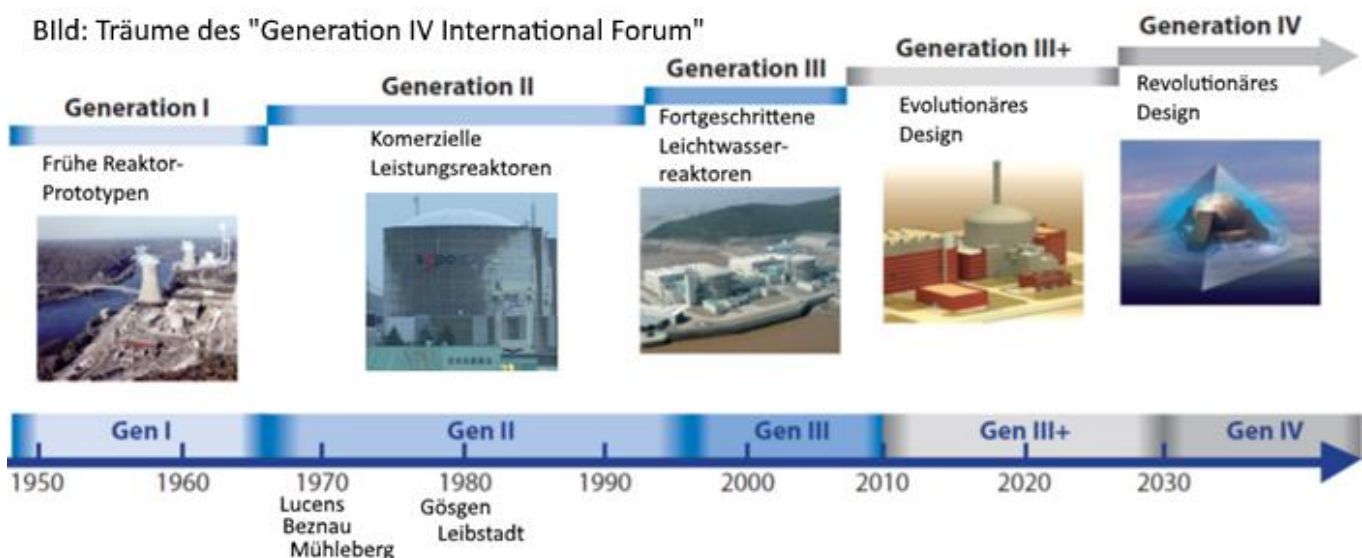 BIld: Träume des "Generation IV International Forum"
Generation I
Frühe Reaktor-
Prototypen
Generation II
Komerzielle
Leistungsreaktoren
Generation III
Fortgeschrittene
Leichtwasser-
reaktoren
Generation III+
Evolutionäres
Design
Generation IV
Revolutionäres
Design
Gen I
Gen II
Gen III
Gen III+
Gen IV
1950
1960
1970
1980
1990
2000
2010
2020
2030
Lucens
Beznau
Mühleberg
Gösgen
Leibstadt